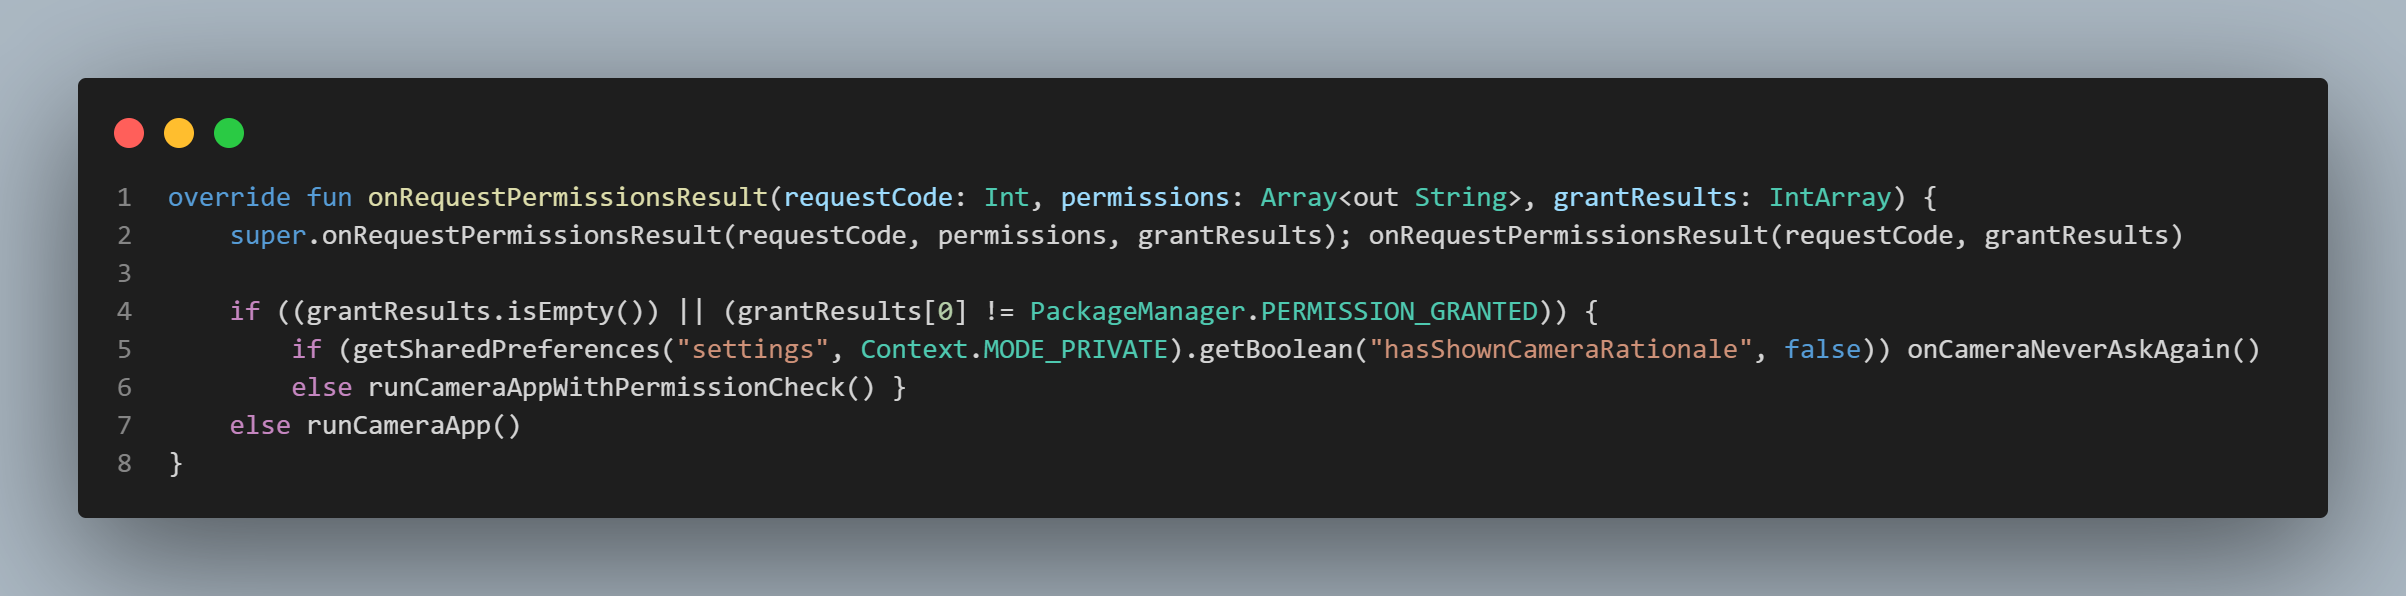 1 override fun onRequestPermissionsResult(requestCode: Int, permissions: Array<out String>, grantResults: IntArray) {
2     super.onRequestPermissionsResult(requestCode, permissions, grantResults); onRequestPermissionsResult(requestCode, grantResults)
3
4     if ((grantResults.isEmpty()) || (grantResults[0] != PackageManager.PERMISSION_GRANTED)) {
5         if (getSharedPreferences("settings", Context.MODE_PRIVATE).getBoolean("hasShownCameraRationale", false)) onCameraNeverAskAgain()
6         else runCameraAppWithPermissionCheck() }
7     else runCameraApp()
8 }